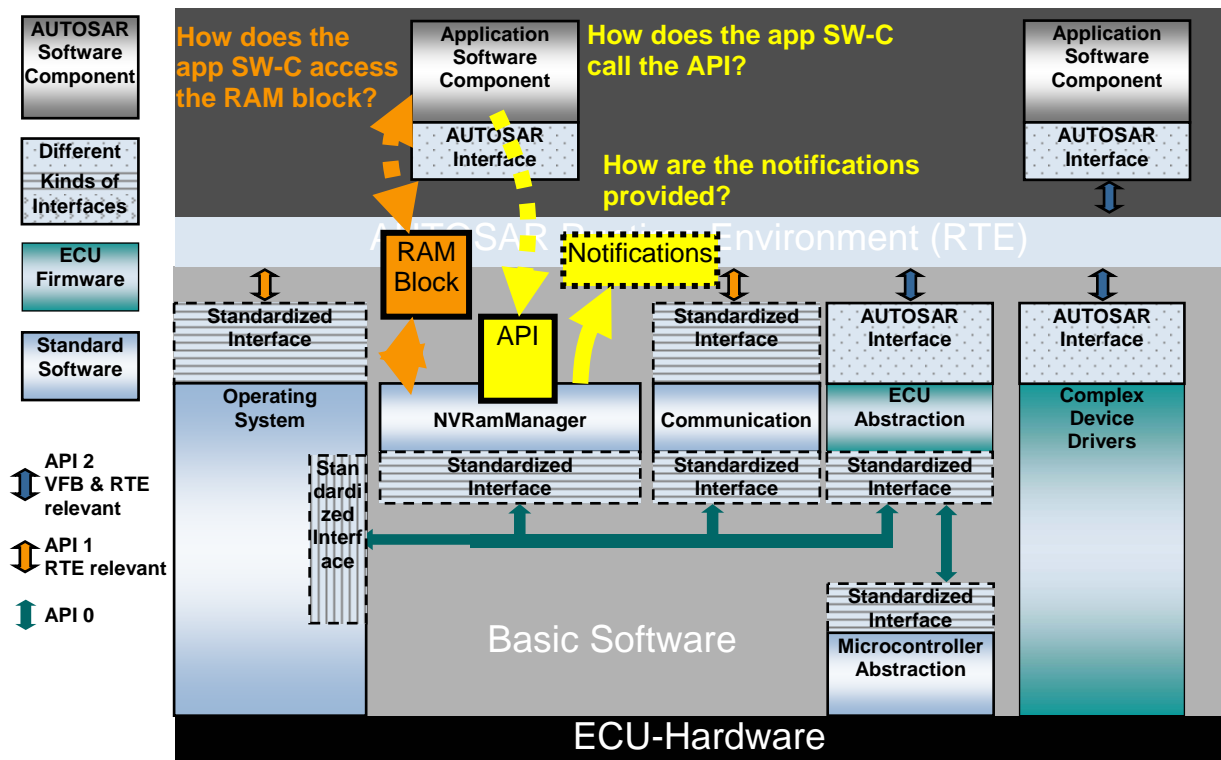 AUTOSAR
Software
Component
Different
Kinds of
Interfaces
ECU
Firmware
Standard
Software
API 2
VFB & RTE
relevant
API 1
RTE relevant
API 0
How does the
app SW-C access
the RAM block?
Application
Software
Component
AUTOSAR
Interface
How does the app SW-C
call the API?
How are the notifications
provided?
Application
Software
Component
AUTOSAR
Interface
AUTOSAR Environment (RTE)
RAM
Block
API
Notifications
Standardized
Interface
Operating
System
Stan
dardi
zed
Interf
ace
NVRamManager
Standardized
Interface
Standardized
Interface
Communication
Standardized
Interface
AUTOSAR
Interface
ECU
Abstraction
Standardized
Interface
Standardized
Interface
Microcontroller
Abstraction
AUTOSAR
Interface
Complex
Device
Drivers
Basic Software
ECU-Hardware